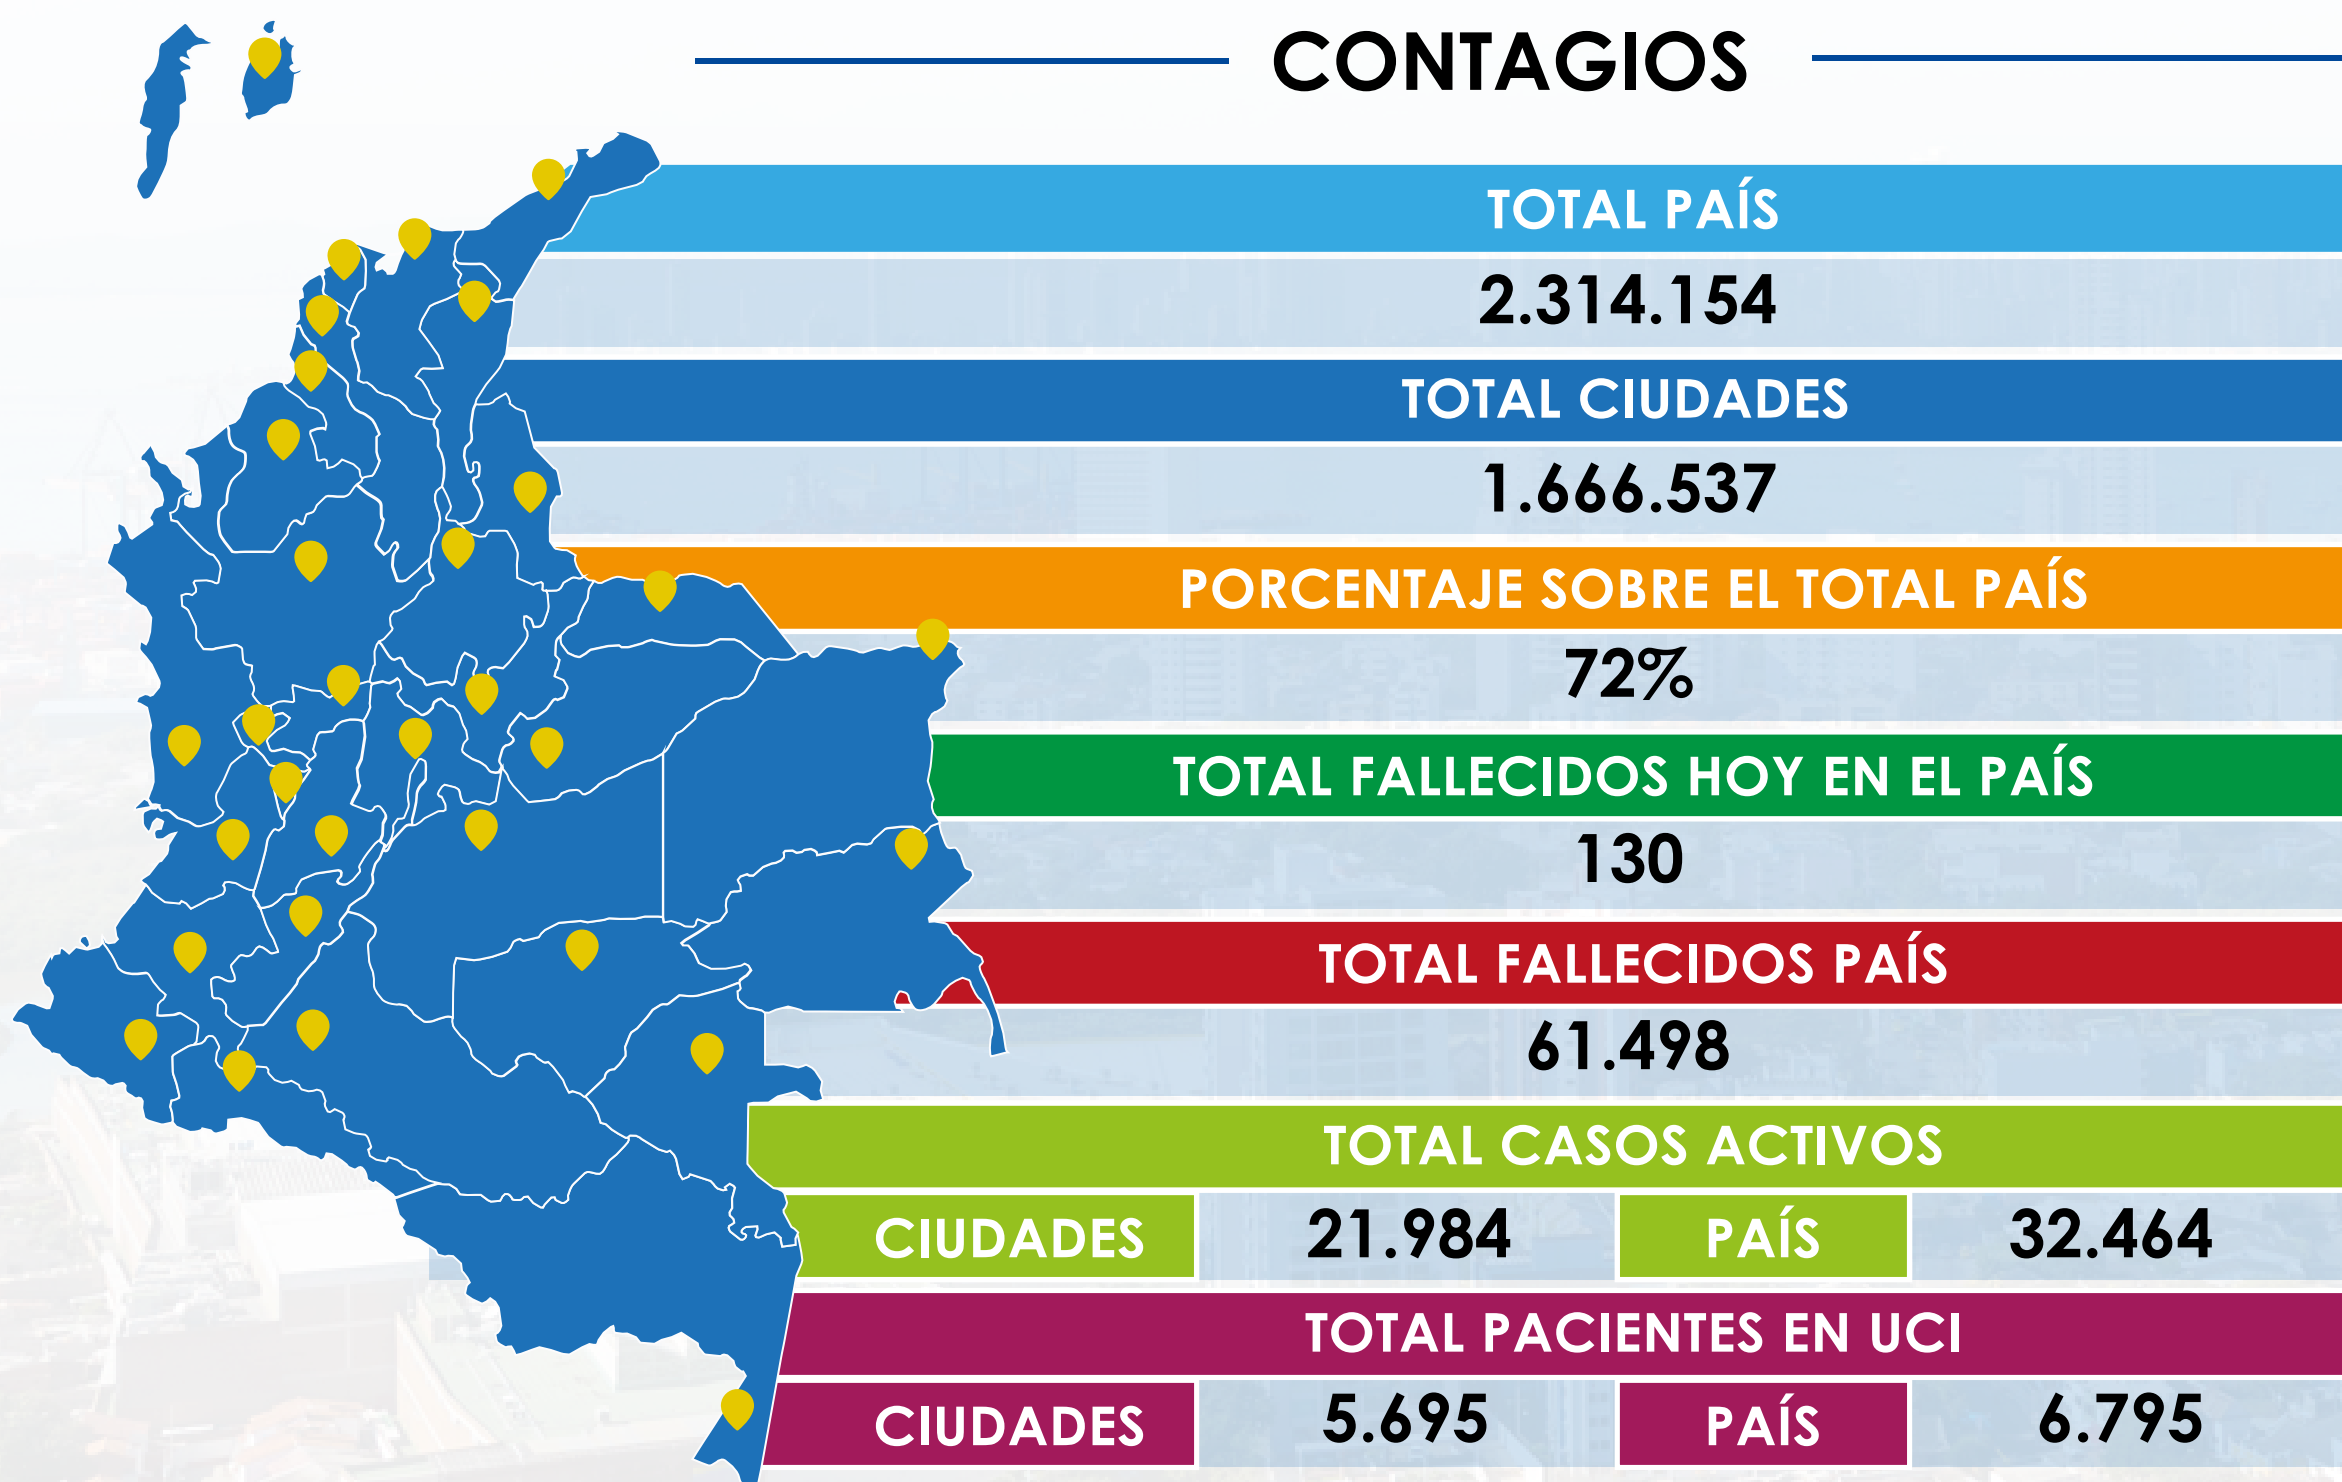 CONTAGIOS
TOTAL PAÍS
2.314.154
TOTAL CIUDADES
1.666.537
PORCENTAJE SOBRE EL TOTAL PAÍS
72%
TOTAL FALLECIDOS HOY EN EL PAÍS
130
TOTAL FALLECIDOS PAÍS
61.498
TOTAL CASOS ACTIVOS
CIUDADES 21.984 PAÍS 32.464
TOTAL PACIENTES EN UCI
CIUDADES 5.695 PAÍS 6.795